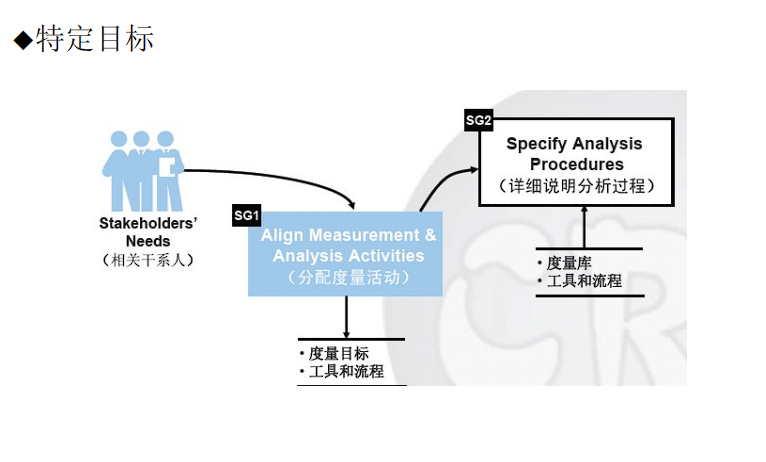 ◆特定目标
Stakeholders’
Needs
（相关干系人）
SG1
Align Measurement &
Analysis Activities
（分配度量活动）
・度量目标
・工具和流程
SG2
Specify Analysis
Procedures
（详细说明分析过程）
・度量库
・工具和流程
CR